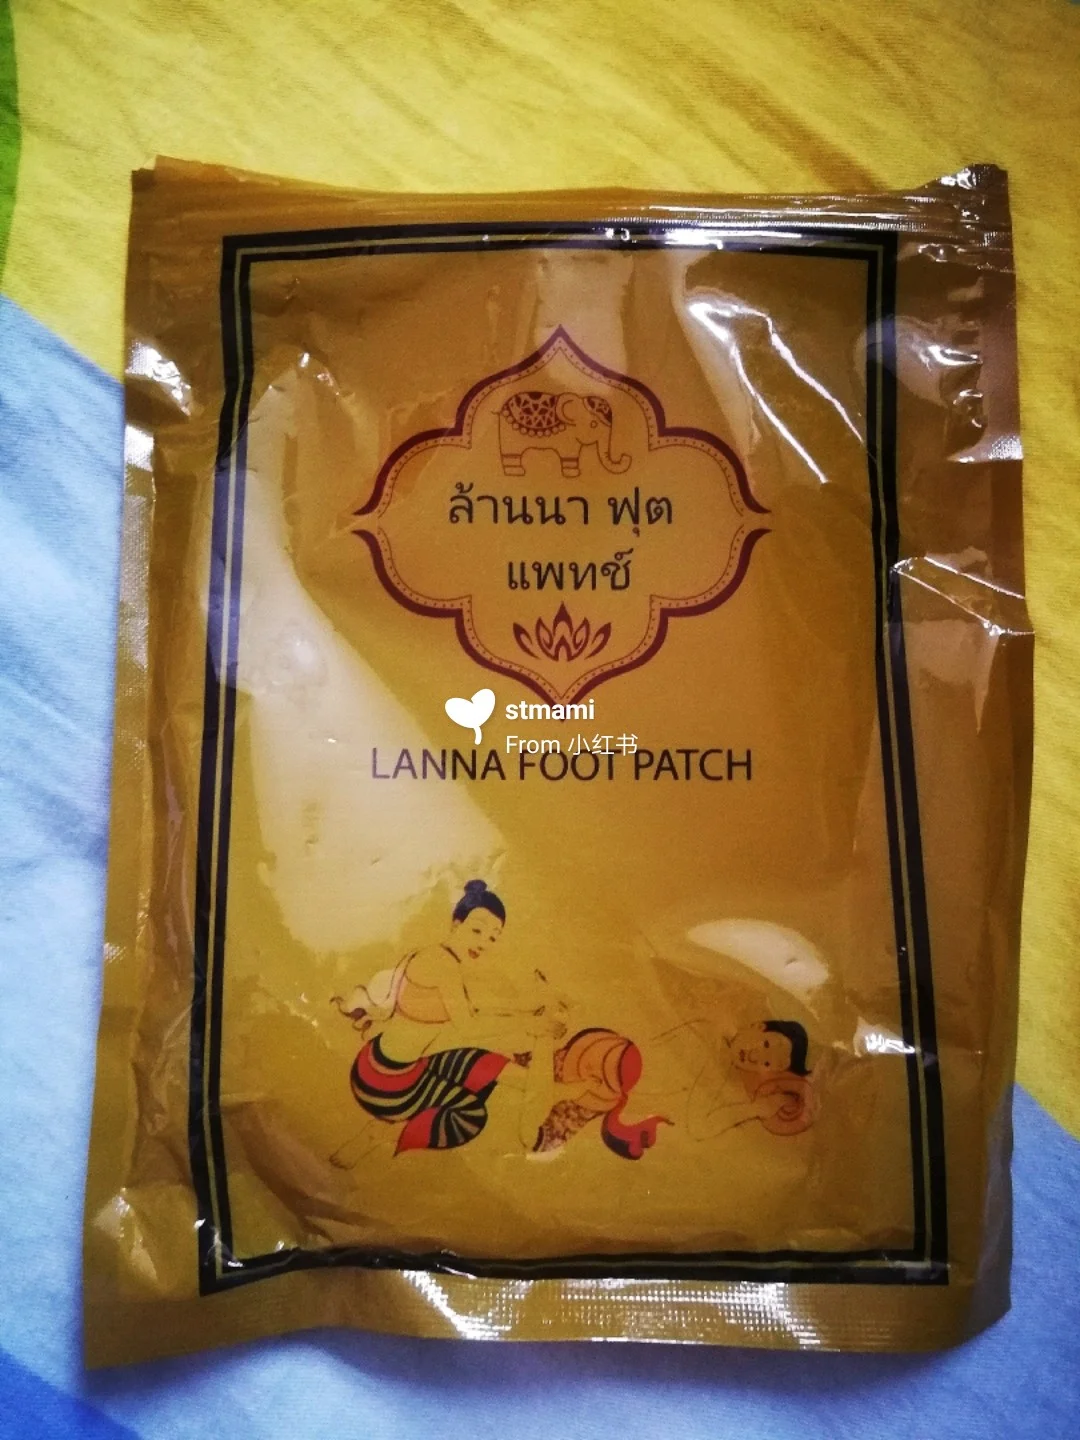 ล้านนา ฟุต
แพทช์
stmami
From 小红书
LANNA FOOT PATCH